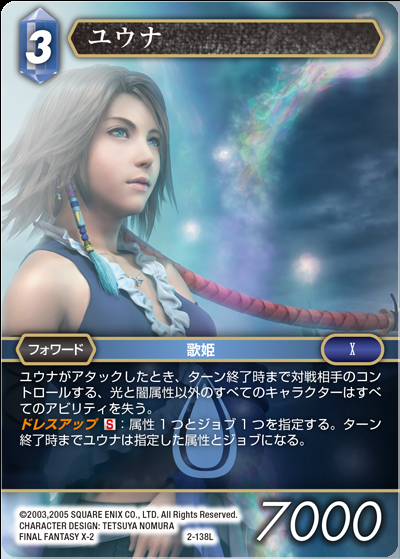 3
ユウナ
フォワード
歌姫
X
ユウナがアタックしたとき、ターン終了時まで対戦相手のコン
トロールする、光と闇属性以外のすべてのキャラクターはすべ
てのアビリティを失う。
ドレスアップ S：属性1つとジョブ1つを指定する。ターン
終了時までユウナは指定した属性とジョブになる。
©2003,2005 SQUARE ENIX CO., LTD. All Rights Reserved.
CHARACTER DESIGN: TETSUYA NOMURA
FINAL FANTASY X-2
2-138L
7000